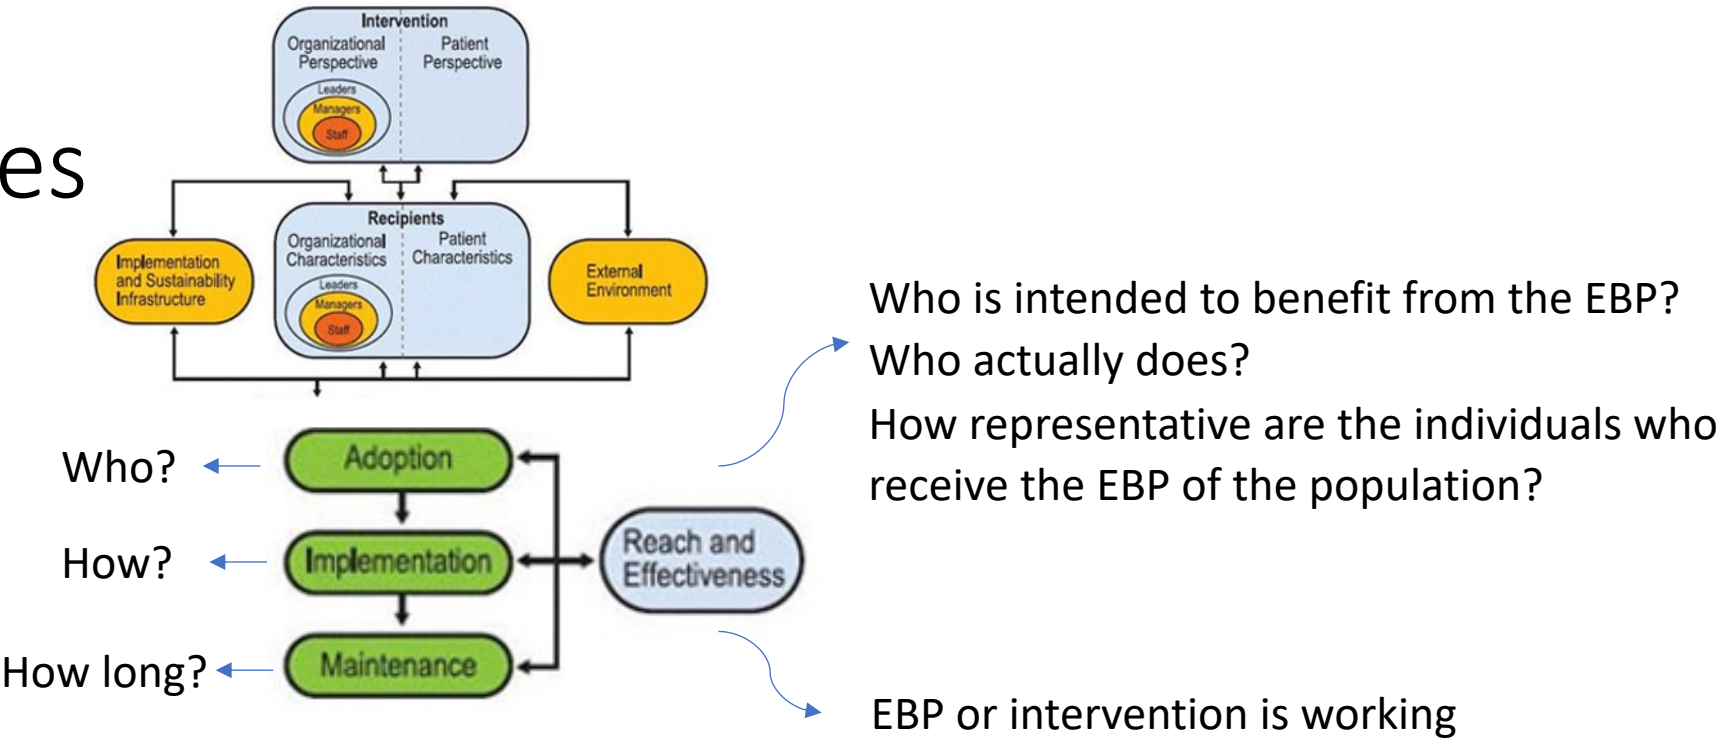 es
Intervention
Organizational
Perspective
Patient
Perspective
Leaders
Managers
Staff
Recipients
Organizational
Characteristics
Patient
Characteristics
Leaders
Managers
Staff
Implementation
and Sustainability
Infrastructure
External
Environment
Who?
Adoption
How?
Implementation
How long?
Maintenance
Reach and
Effectiveness
Who is intended to benefit from the EBP?
Who actually does?
How representative are the individuals who
receive the EBP of the population?
EBP or intervention is working